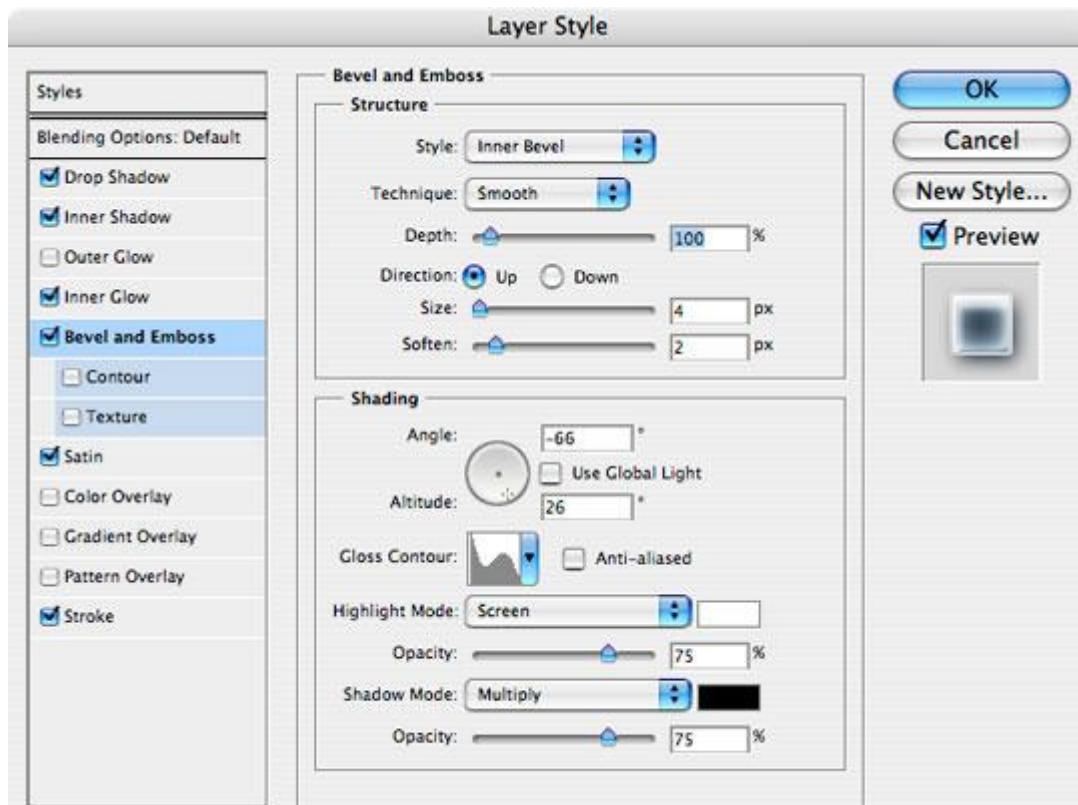 Layer Style
Styles
Blending Options: Default
Drop Shadow
Inner Shadow
Outer Glow
Inner Glow
Bevel and Emboss
Contour
Texture
Satin
Color Overlay
Gradient Overlay
Pattern Overlay
Stroke
Bevel and Emboss
Structure
Style: Inner Bevel
Technique: Smooth
Depth: 100 %
Direction: Up Down
Size: 4 px
Soften: 2 px
Shading
Angle: -66 °
Use Global Light
Altitude: 26 °
Gloss Contour: Anti-aliased
Highlight Mode: Screen
Opacity: 75 %
Shadow Mode: Multiply
Opacity: 75 %
OK
Cancel
New Style...
Preview